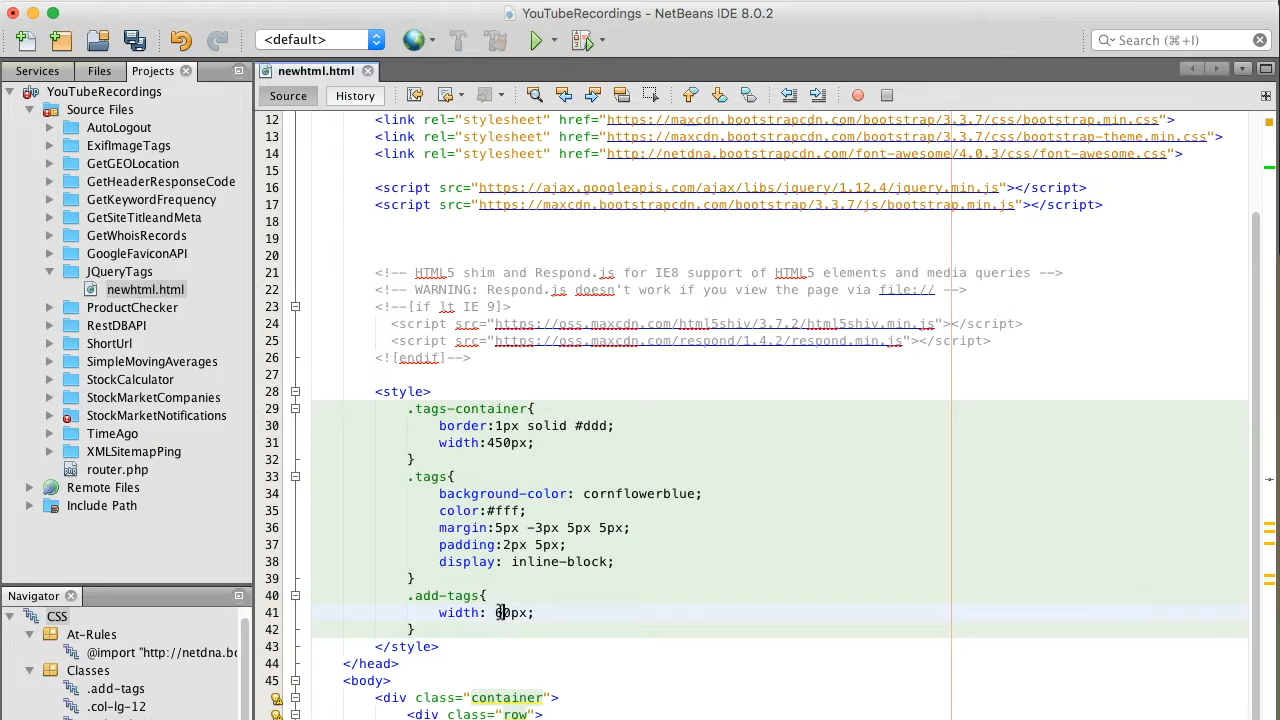 YouTubeRecordings - NetBeans IDE 8.0.2
<default>
Search (⌘+I)
Services Files Projects
newhtml.html
Source History
YouTubeRecordings
Source Files
AutoLogout
ExifImageTags
GetGEOLocation
GetHeaderResponseCode
GetKeywordFrequency
GetSiteTitleandMeta
GetWhoisRecords
GoogleFaviconAPI
JQueryTags
newhtml.html
ProductChecker
RestDBAPI
ShortUrl
SimpleMovingAverages
StockCalculator
StockMarketCompanies
StockMarketNotifications
TimeAgo
XMLSitemapPing
router.php
Remote Files
Include Path
Navigator
CSS
At-Rules
@import "http://netdna.bo
Classes
.add-tags
.col-lg-12
12 <link rel="stylesheet" href="https://maxcdn.bootstrapcdn.com/bootstrap/3.3.7/css/bootstrap.min.css">
13 <link rel="stylesheet" href="https://maxcdn.bootstrapcdn.com/bootstrap/3.3.7/css/bootstrap-theme.min.css">
14 <link rel="stylesheet" href="http://netdna.bootstrapcdn.com/font-awesome/4.0.3/css/font-awesome.css">
15
16 <script src="https://ajax.googleapis.com/ajax/libs/jquery/1.12.4/jquery.min.js"></script>
17 <script src="https://maxcdn.bootstrapcdn.com/bootstrap/3.3.7/js/bootstrap.min.js"></script>
18
19
20
21 <!-- HTML5 shim and Respond.js for IE8 support of HTML5 elements and media queries -->
22 <!-- WARNING: Respond.js doesn't work if you view the page via file:// -->
23 <!--[if lt IE 9]>
24 <script src="https://oss.maxcdn.com/html5shiv/3.7.2/html5shiv.min.js"></script>
25 <script src="https://oss.maxcdn.com/respond/1.4.2/respond.min.js"></script>
26 <![endif]-->
27
28 <style>
29 .tags-container{
30 border:1px solid #ddd;
31 width:450px;
32 }
33 .tags{
34 background-color: cornflowerblue;
35 color:#fff;
36 margin:5px -3px 5px 5px;
37 padding:2px 5px;
38 display: inline-block;
39 }
40 .add-tags{
41 width:
42 }
43 </style>
44 </head>
45 <body>
<div class="container">
<div class="row">